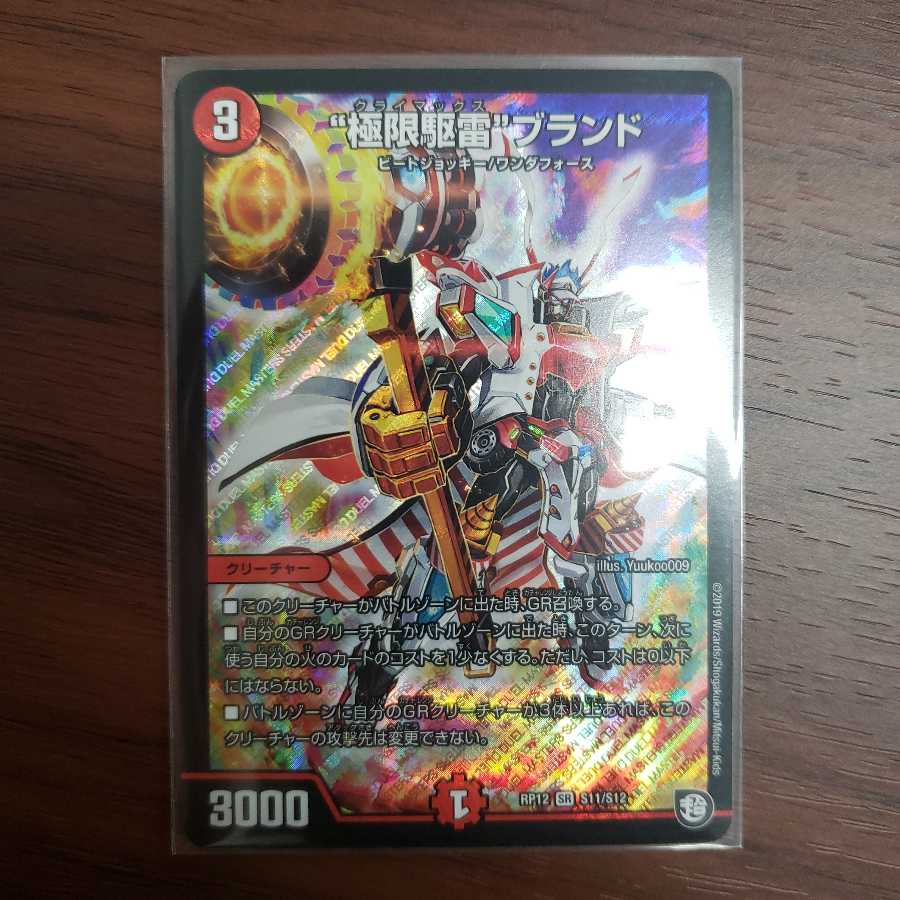 3
クライマックス
“極限駆雷”ブランド
ビートジョッキー/ワンダフォース
クリーチャー
illus. Yuukoo009
■このクリーチャーがバトルゾーンに出た時、GR召喚する。
■自分のGRクリーチャーがバトルゾーンに出た時、このターン、次に
使う自分の火のカードのコストを1少なくする。ただし、コストは0以下
にはならない。
■バトルゾーンに自分のGRクリーチャーが3体以上あれば、この
クリーチャーの攻撃先は変更できない。
3000
1
RP12 SR S11/S12
超
©2019 Wizards/Shogakukan/Mitsui-Kids